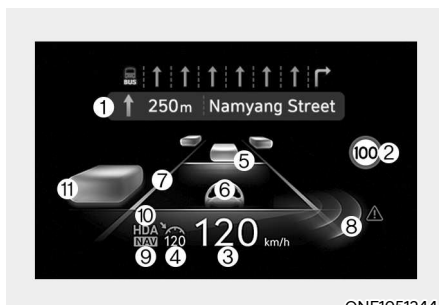 BUS
① 250m Namyang Street
100 ②
⑤
⑦
⑥
⑪
⑩
HDA
⑧
NAV 120 120 km/h
⑨ ④ ③